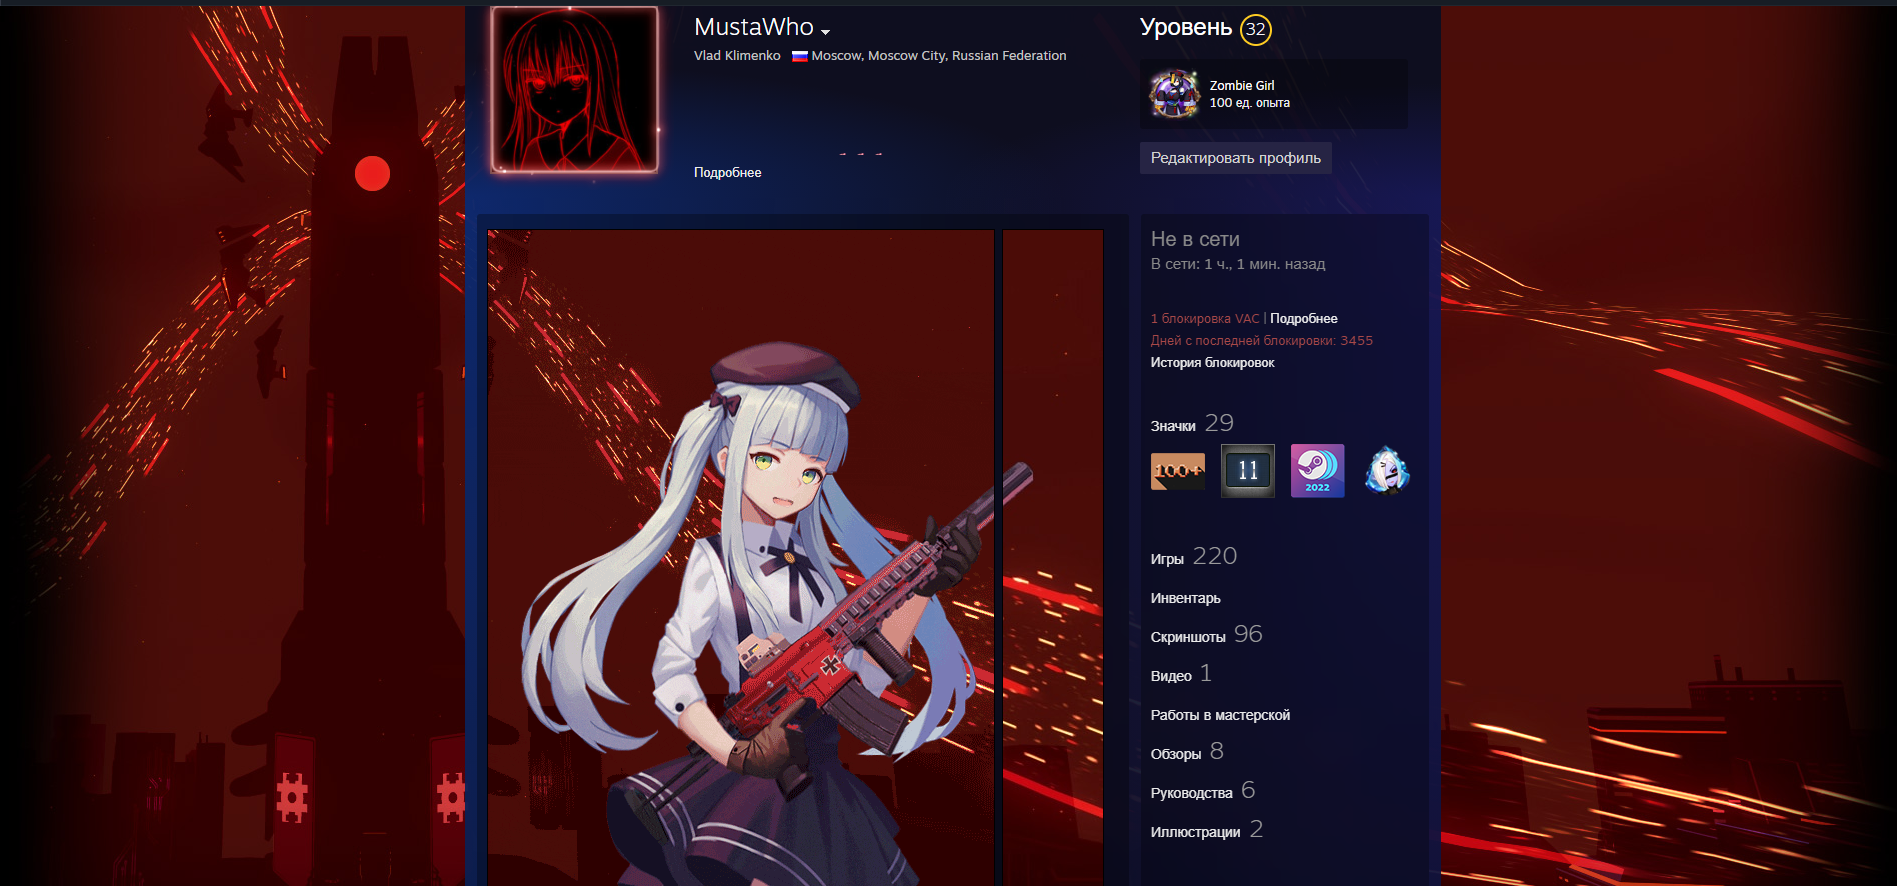 MustaWho
Vlad Klimenko Moscow, Moscow City, Russian Federation
Подробнее
Уровень 32
Zombie Girl
100 ед. опыта
Редактировать профиль
Не в сети
В сети: 1 ч., 1 мин. назад
1 блокировка VAC | Подробнее
Дней с последней блокировки: 3455
История блокировок
Значки 29
100+
11
2022
Игры 220
Инвентарь
Скриншоты 96
Видео 1
Работы в мастерской
Обзоры 8
Руководства 6
Иллюстрации 2